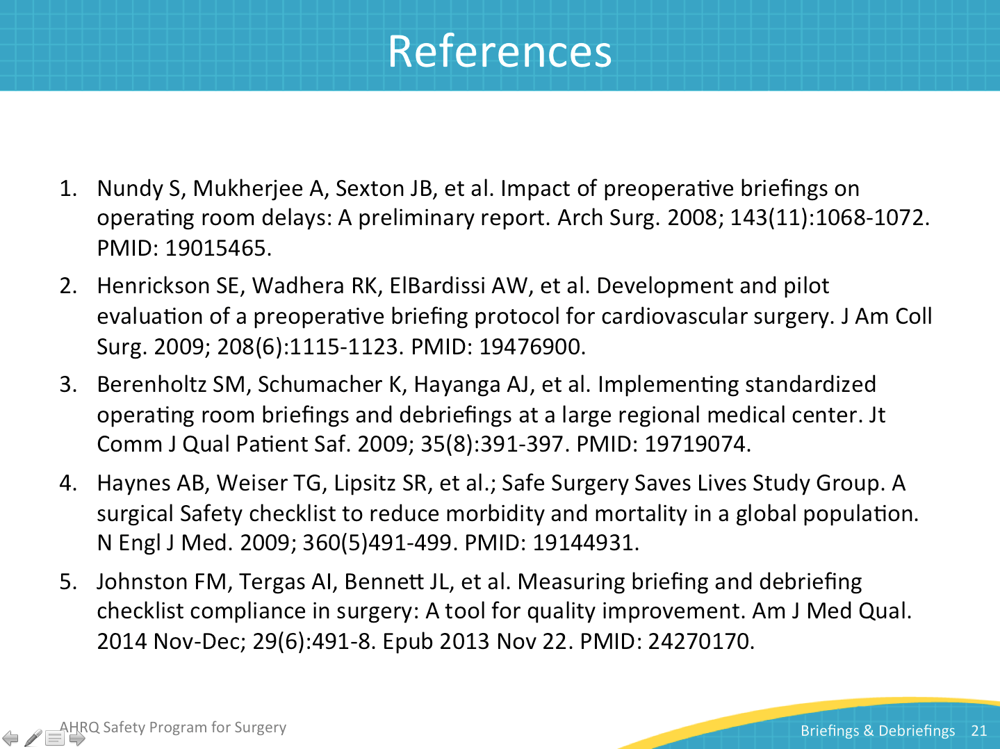 References
1. Nundy S, Mukherjee A, Sexton JB, et al. Impact of preoperative briefings on
operating room delays: A preliminary report. Arch Surg. 2008; 143(11):1068-1072.
PMID: 19015465.
2. Henrickson SE, Wadhera RK, ElBardissi AW, et al. Development and pilot
evaluation of a preoperative briefing protocol for cardiovascular surgery. J Am Coll
Surg. 2009; 208(6):1115-1123. PMID: 19476900.
3. Berenholtz SM, Schumacher K, Hayanga AJ, et al. Implementing standardized
operating room briefings and debriefings at a large regional medical center. Jt
Comm J Qual Patient Saf. 2009; 35(8):391-397. PMID: 19719074.
4. Haynes AB, Weiser TG, Lipsitz SR, et al.; Safe Surgery Saves Lives Study Group. A
surgical Safety checklist to reduce morbidity and mortality in a global population.
N Engl J Med. 2009; 360(5)491-499. PMID: 19144931.
5. Johnston FM, Tergas AI, Bennett JL, et al. Measuring briefing and debriefing
checklist compliance in surgery: A tool for quality improvement. Am J Med Qual.
2014 Nov-Dec; 29(6):491-8. Epub 2013 Nov 22. PMID: 24270170.
AHRQ Safety Program for Surgery
Briefings & Debriefings 21